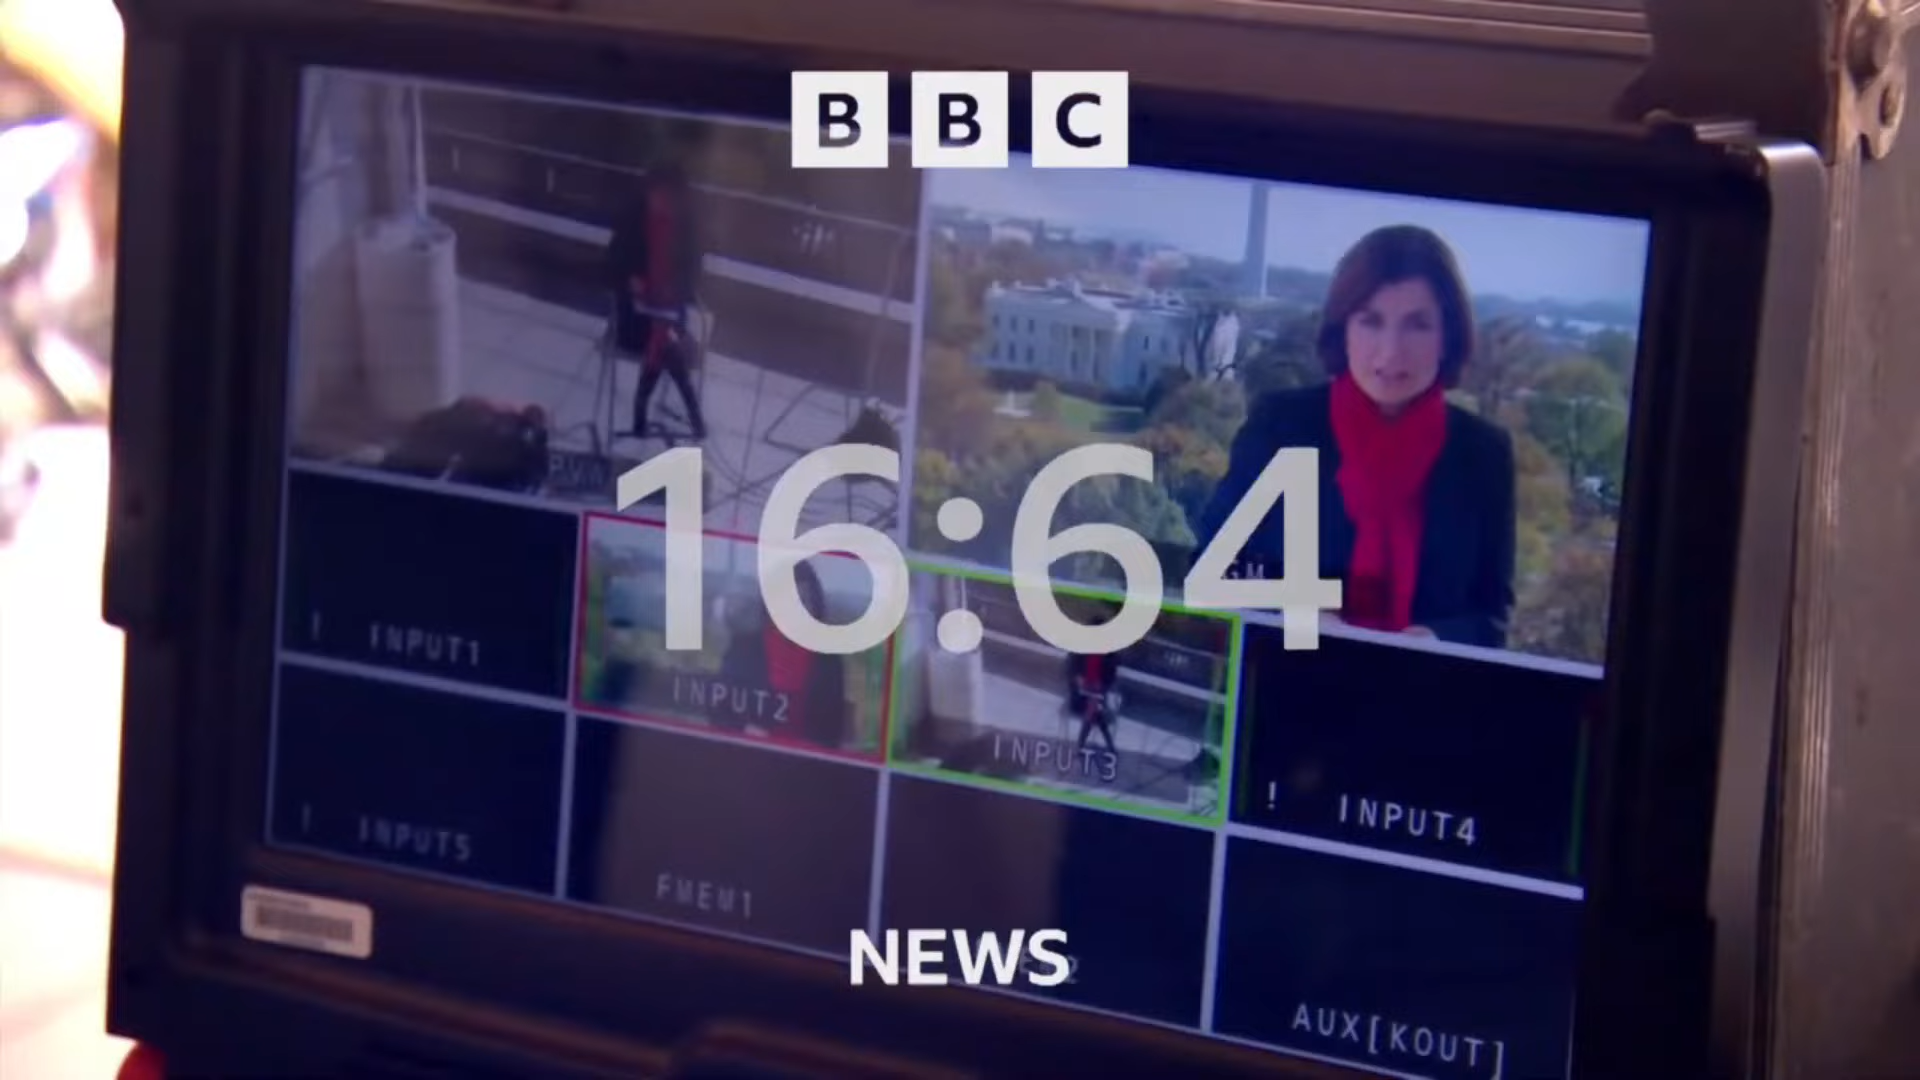 BBC
16:64
! INPUT1
INPUT2
INPUT3
! INPUT4
! INPUT5
FMEM1
AUX[KOUT]
NEWS